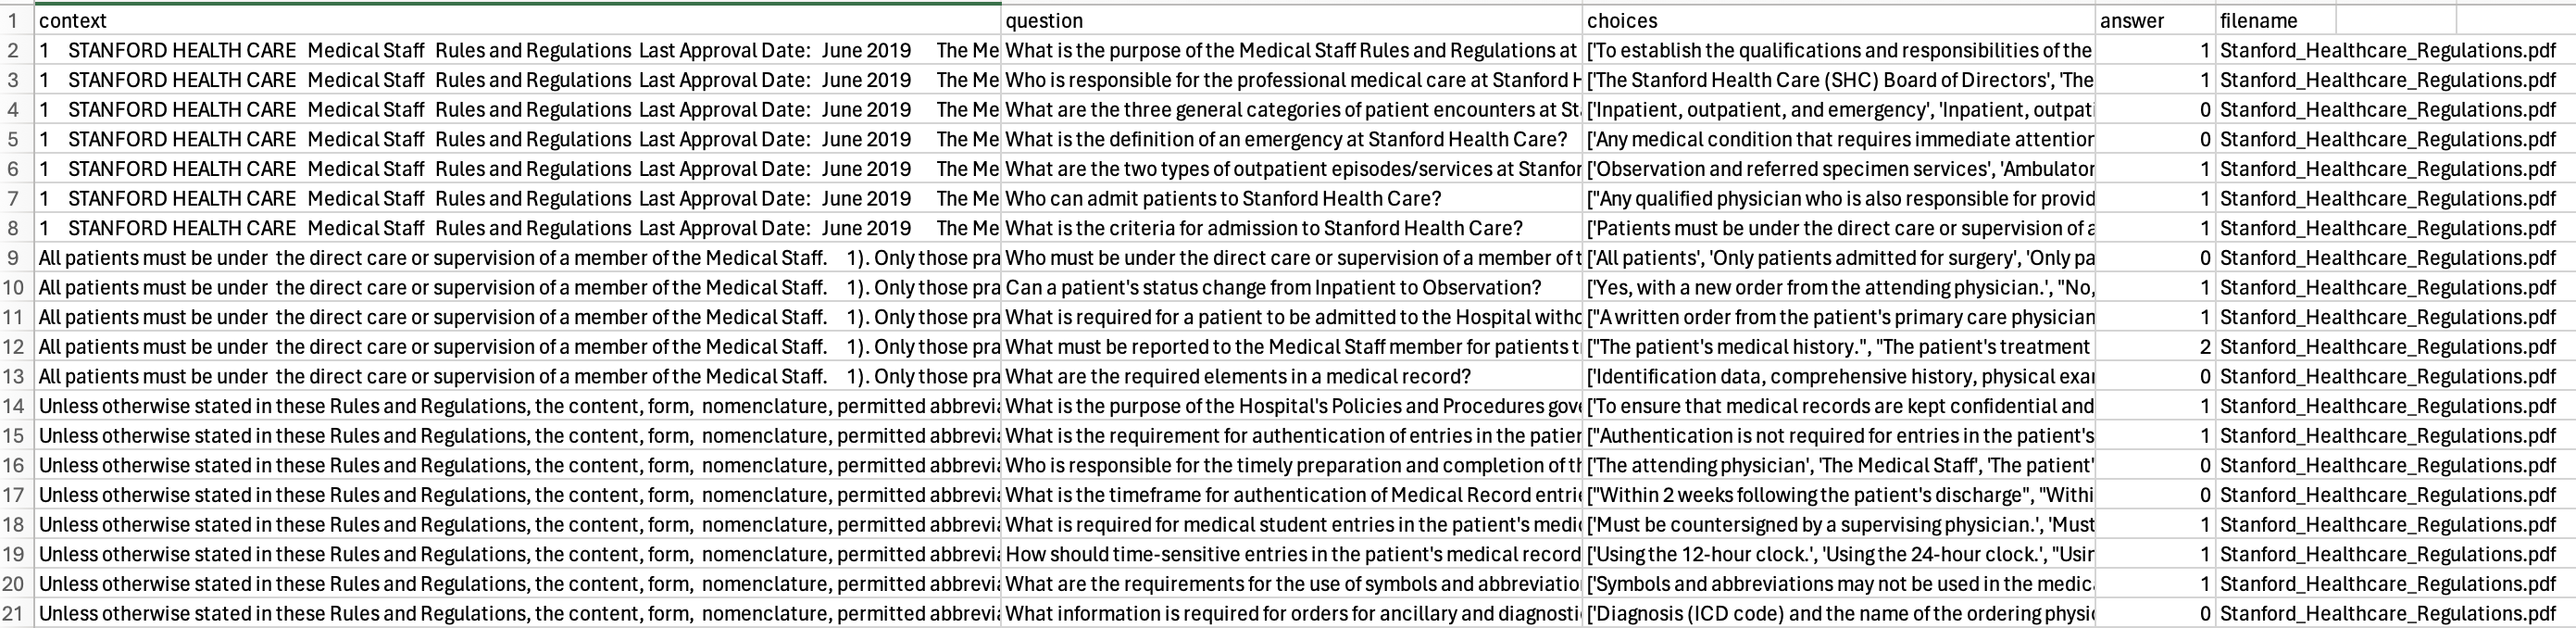 1 context question choices answer filename
2 1 STANFORD HEALTH CARE Medical Staff Rules and Regulations Last Approval Date: June 2019 The Me What is the purpose of the Medical Staff Rules and Regulations at ['To establish the qualifications and responsibilities of the 1 Stanford_Healthcare_Regulations.pdf
3 1 STANFORD HEALTH CARE Medical Staff Rules and Regulations Last Approval Date: June 2019 The Me Who is responsible for the professional medical care at Stanford H ['The Stanford Health Care (SHC) Board of Directors', 'The 1 Stanford_Healthcare_Regulations.pdf
4 1 STANFORD HEALTH CARE Medical Staff Rules and Regulations Last Approval Date: June 2019 The Me What are the three general categories of patient encounters at St ['Inpatient, outpatient, and emergency', 'Inpatient, outpati 0 Stanford_Healthcare_Regulations.pdf
5 1 STANFORD HEALTH CARE Medical Staff Rules and Regulations Last Approval Date: June 2019 The Me What is the definition of an emergency at Stanford Health Care? ['Any medical condition that requires immediate attention 0 Stanford_Healthcare_Regulations.pdf
6 1 STANFORD HEALTH CARE Medical Staff Rules and Regulations Last Approval Date: June 2019 The Me What are the two types of outpatient episodes/services at Stanfor ['Observation and referred specimen services', 'Ambulator 1 Stanford_Healthcare_Regulations.pdf
7 1 STANFORD HEALTH CARE Medical Staff Rules and Regulations Last Approval Date: June 2019 The Me Who can admit patients to Stanford Health Care? ["Any qualified physician who is also responsible for provid 1 Stanford_Healthcare_Regulations.pdf
8 1 STANFORD HEALTH CARE Medical Staff Rules and Regulations Last Approval Date: June 2019 The Me What is the criteria for admission to Stanford Health Care? ['Patients must be under the direct care or supervision of a 1 Stanford_Healthcare_Regulations.pdf
9 All patients must be under the direct care or supervision of a member of the Medical Staff. 1). Only those pra Who must be under the direct care or supervision of a member of t ['All patients', 'Only patients admitted for surgery', 'Only pa 0 Stanford_Healthcare_Regulations.pdf
10 All patients must be under the direct care or supervision of a member of the Medical Staff. 1). Only those pra Can a patient's status change from Inpatient to Observation? ['Yes, with a new order from the attending physician.', "No, 1 Stanford_Healthcare_Regulations.pdf
11 All patients must be under the direct care or supervision of a member of the Medical Staff. 1). Only those pra What is required for a patient to be admitted to the Hospital witho ["A written order from the patient's primary care physician 1 Stanford_Healthcare_Regulations.pdf
12 All patients must be under the direct care or supervision of a member of the Medical Staff. 1). Only those pra What must be reported to the Medical Staff member for patients t ["The patient's medical history.", "The patient's treatment 2 Stanford_Healthcare_Regulations.pdf
13 All patients must be under the direct care or supervision of a member of the Medical Staff. 1). Only those pra What are the required elements in a medical record? ['Identification data, comprehensive history, physical exa 0 Stanford_Healthcare_Regulations.pdf
14 Unless otherwise stated in these Rules and Regulations, the content, form, nomenclature, permitted abbrevia What is the purpose of the Hospital's Policies and Procedures gove ['To ensure that medical records are kept confidential and 1 Stanford_Healthcare_Regulations.pdf
15 Unless otherwise stated in these Rules and Regulations, the content, form, nomenclature, permitted abbrevia What is the requirement for authentication of entries in the patien ["Authentication is not required for entries in the patient's 1 Stanford_Healthcare_Regulations.pdf
16 Unless otherwise stated in these Rules and Regulations, the content, form, nomenclature, permitted abbrevia Who is responsible for the timely preparation and completion of th ['The attending physician', 'The Medical Staff', 'The patient' 0 Stanford_Healthcare_Regulations.pdf
17 Unless otherwise stated in these Rules and Regulations, the content, form, nomenclature, permitted abbrevia What is the timeframe for authentication of Medical Record entrie ["Within 2 weeks following the patient's discharge", "Withi 0 Stanford_Healthcare_Regulations.pdf
18 Unless otherwise stated in these Rules and Regulations, the content, form, nomenclature, permitted abbrevia What is required for medical student entries in the patient's medic ['Must be countersigned by a supervising physician.', 'Must 1 Stanford_Healthcare_Regulations.pdf
19 Unless otherwise stated in these Rules and Regulations, the content, form, nomenclature, permitted abbrevia How should time-sensitive entries in the patient's medical record ['Using the 12-hour clock.', 'Using the 24-hour clock.', "Usin 1 Stanford_Healthcare_Regulations.pdf
20 Unless otherwise stated in these Rules and Regulations, the content, form, nomenclature, permitted abbrevia What are the requirements for the use of symbols and abbreviatio ['Symbols and abbreviations may not be used in the medica 1 Stanford_Healthcare_Regulations.pdf
21 Unless otherwise stated in these Rules and Regulations, the content, form, nomenclature, permitted abbrevia What information is required for orders for ancillary and diagnosti ['Diagnosis (ICD code) and the name of the ordering physic 0 Stanford_Healthcare_Regulations.pdf